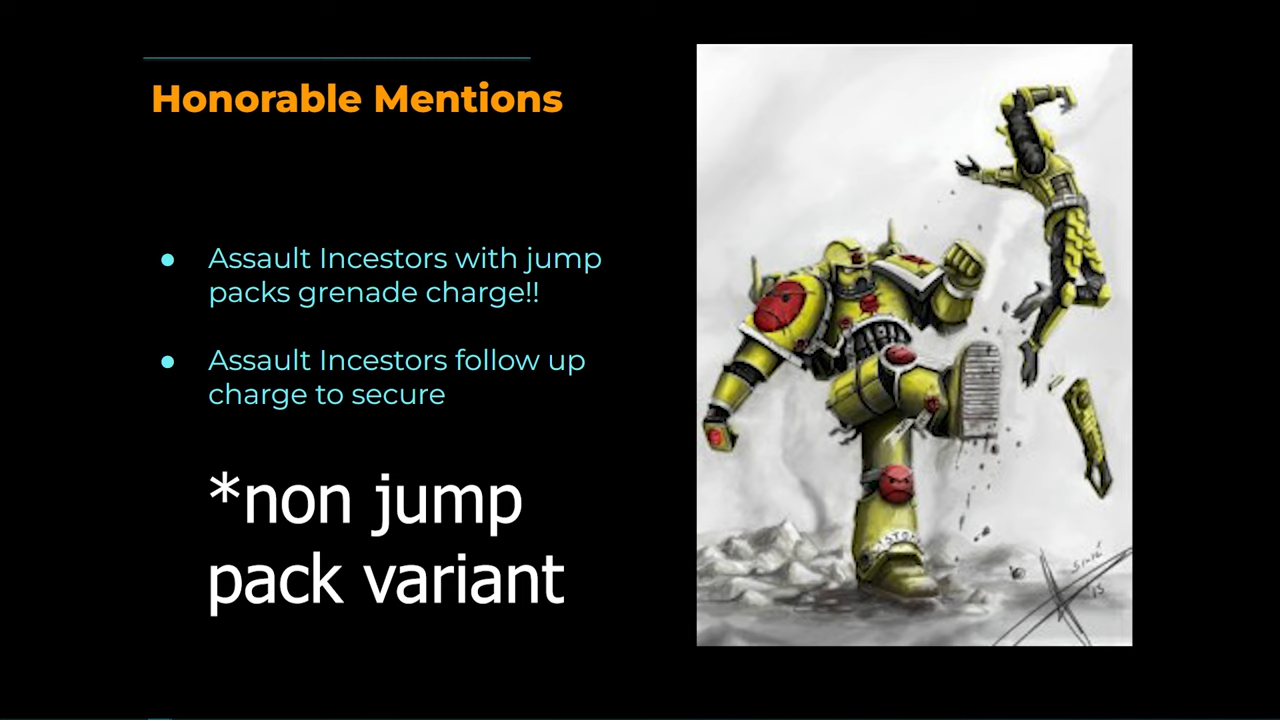 Honorable Mentions
● Assault Incestors with jump
packs grenade charge!!
● Assault Incestors follow up
charge to secure
*non jump
pack variant